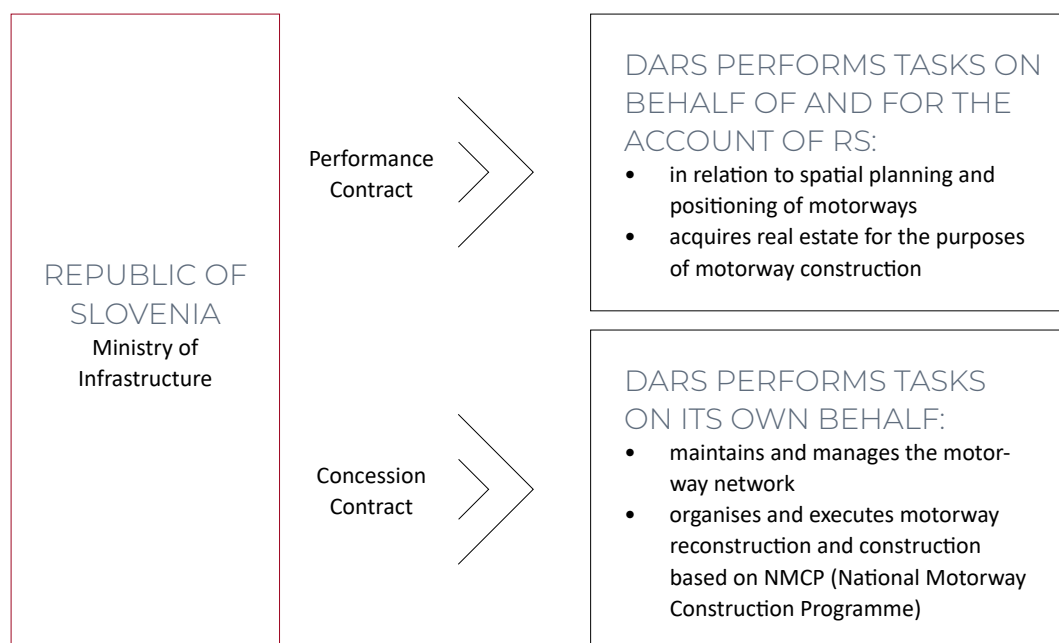 REPUBLIC OF
SLOVENIA
Ministry of
Infrastructure
Performance
Contract
DARS PERFORMS TASKS ON
BEHALF OF AND FOR THE
ACCOUNT OF RS:
• in relation to spatial planning and
positioning of motorways
• acquires real estate for the purposes
of motorway construction
Concession
Contract
DARS PERFORMS TASKS
ON ITS OWN BEHALF:
• maintains and manages the motor-
way network
• organises and executes motorway
reconstruction and construction
based on NMCP (National Motorway
Construction Programme)